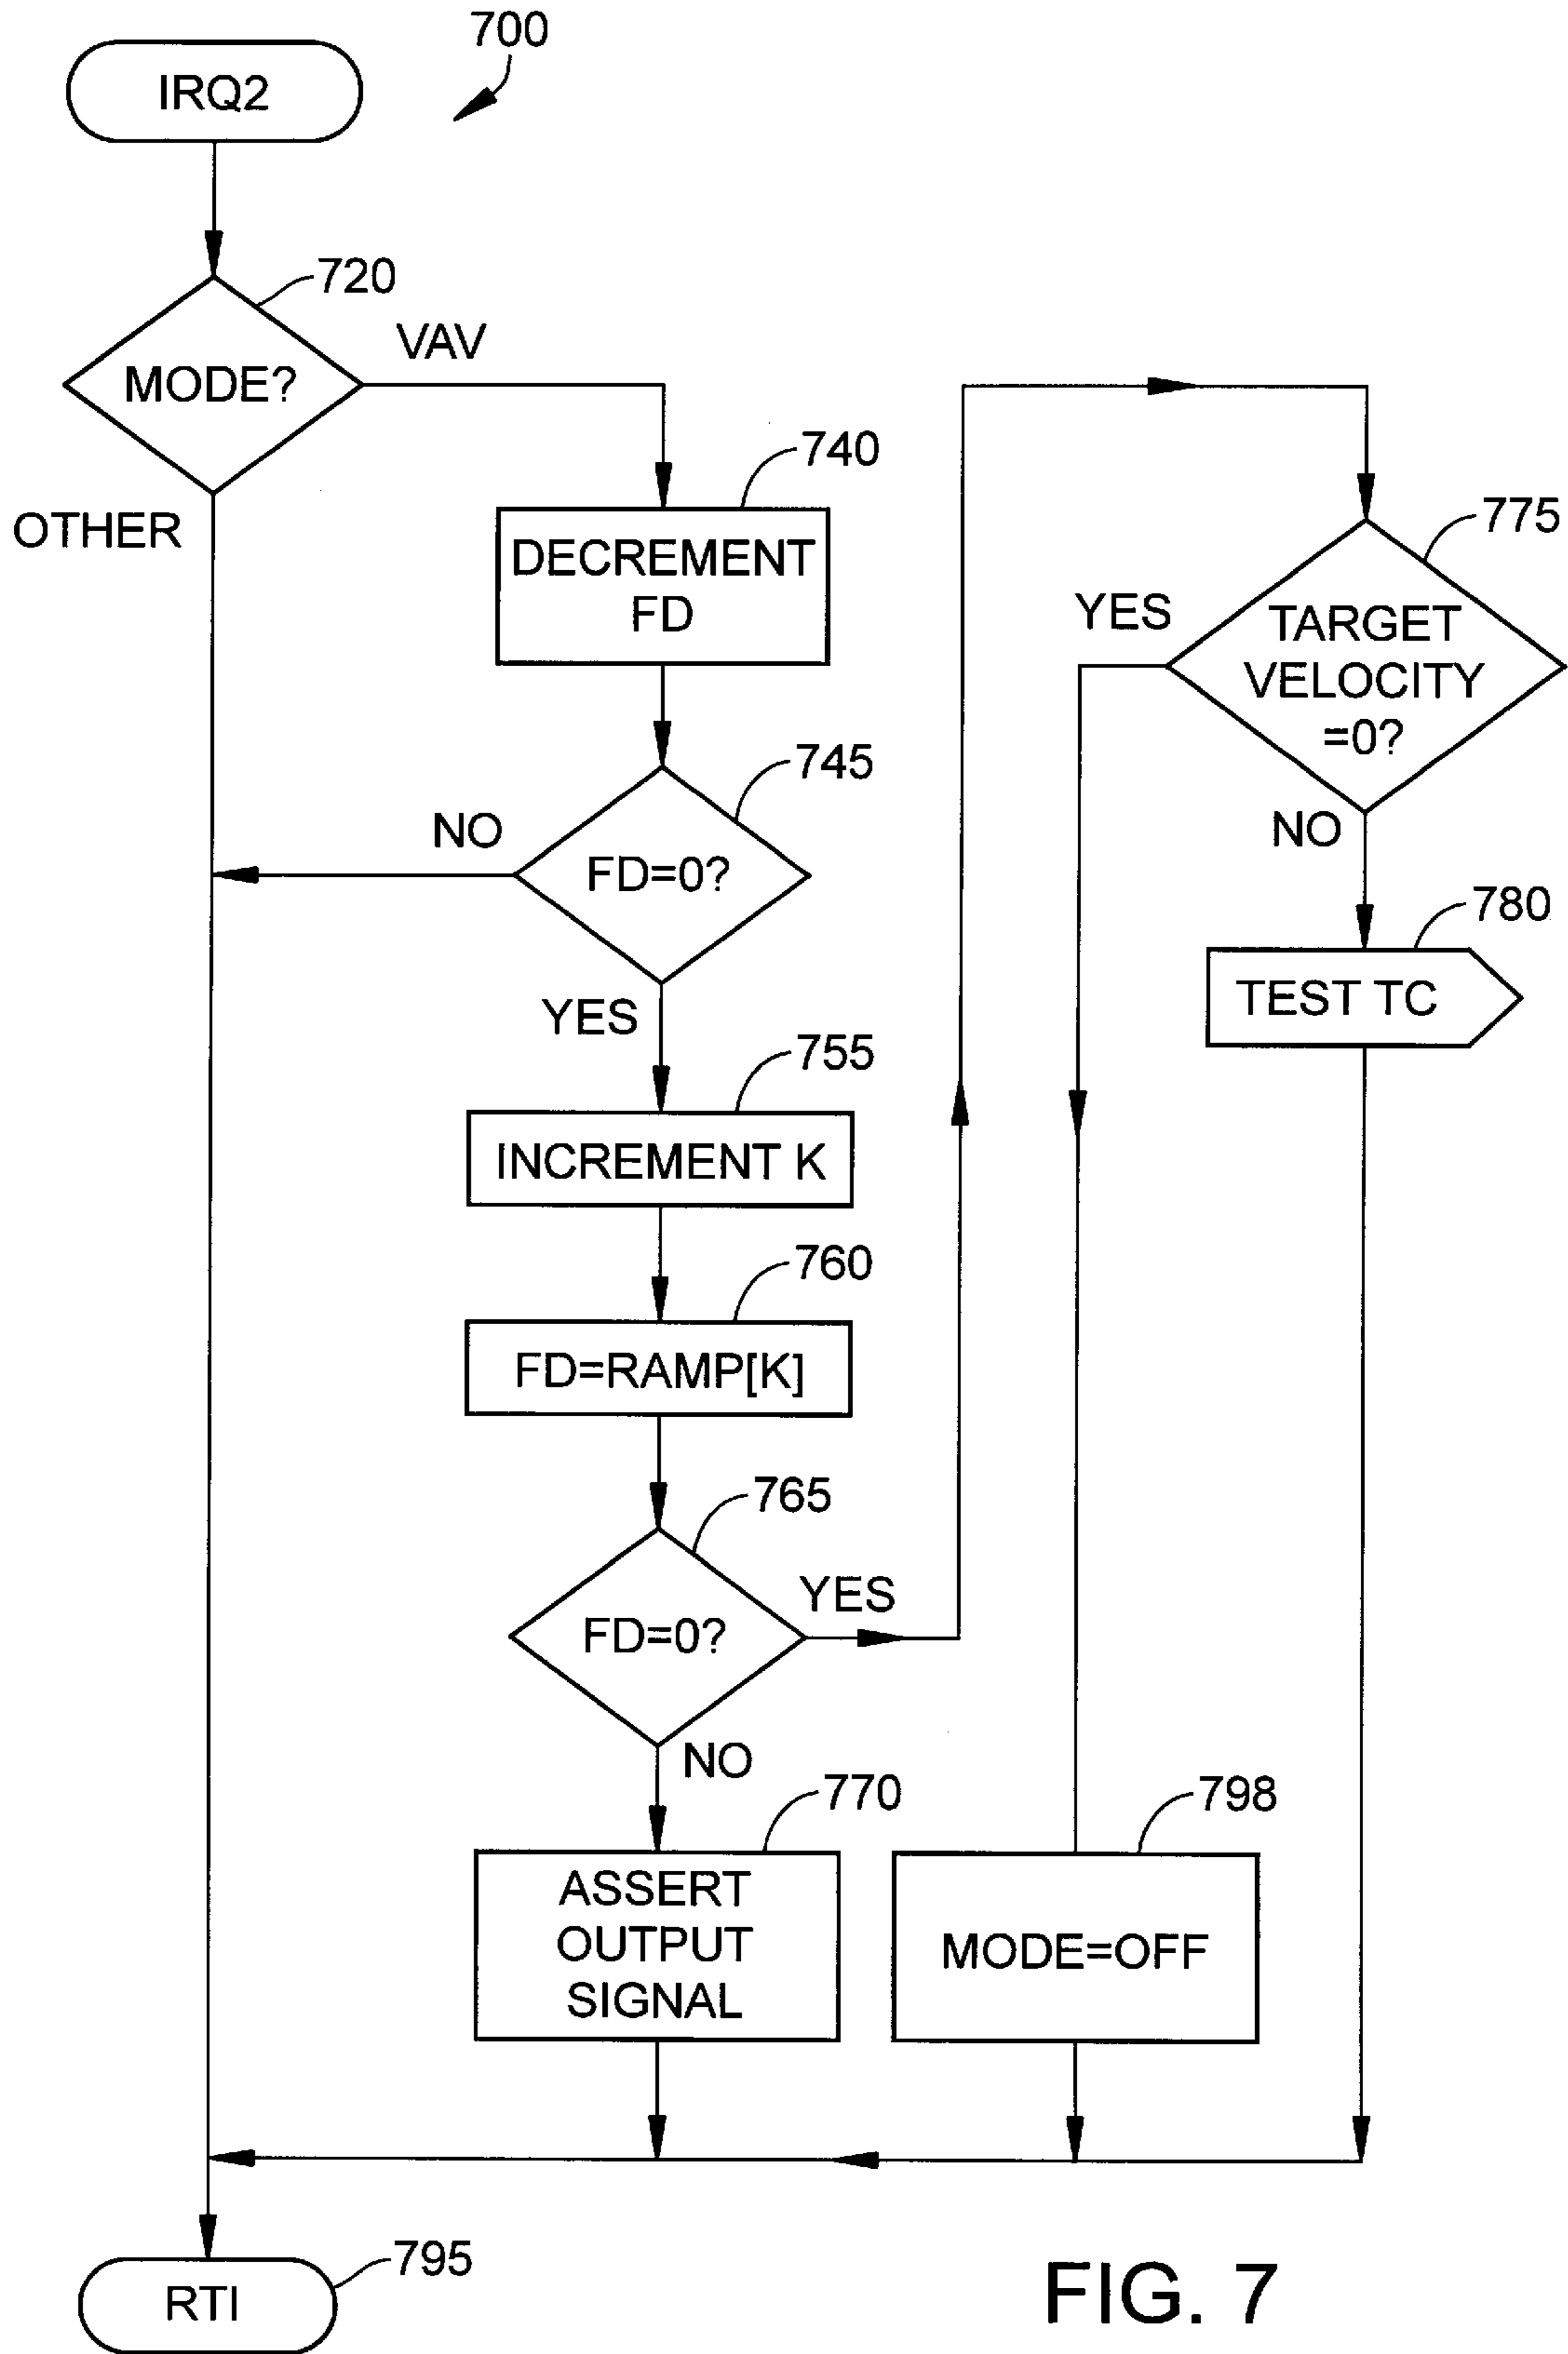 700
IRQ2
720
MODE?
VAV
OTHER
740
DECREMENT
FD
745
FD=0?
NO
YES
755
INCREMENT K
760
FD=RAMP[K]
765
FD=0?
YES
NO
770
ASSERT
OUTPUT
SIGNAL
775
TARGET
VELOCITY
=0?
YES
NO
780
TEST TC
798
MODE=OFF
795
RTI
FIG. 7